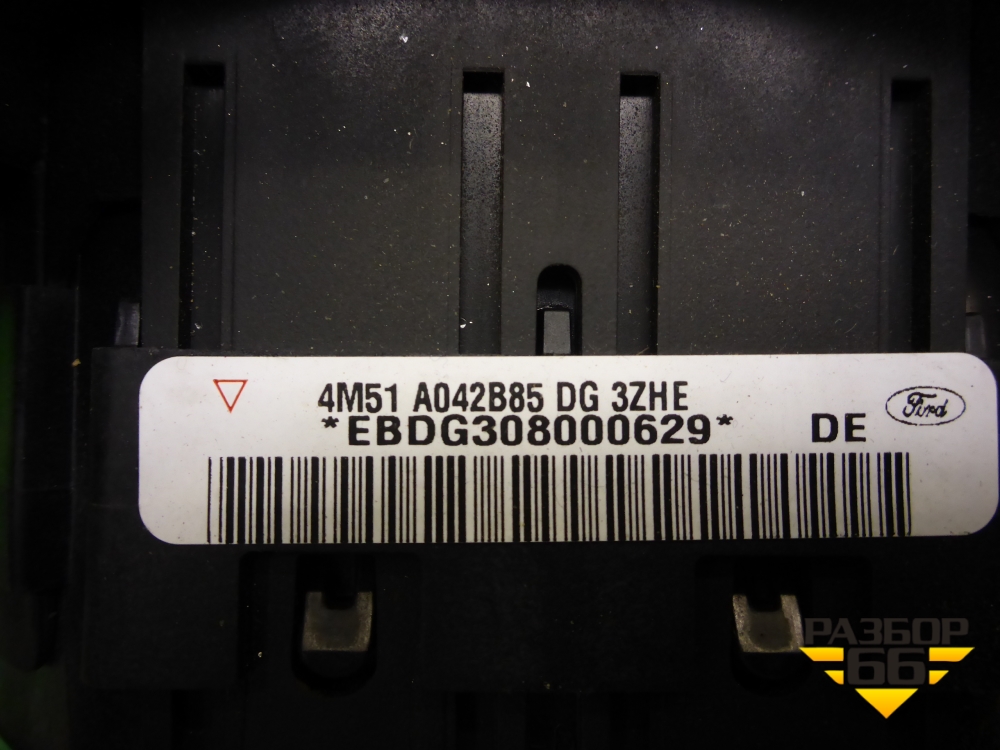 4M51 A042B85 DG 3ZHE
*EBDG308000629*
DE
Ford
РАЗБОР
66